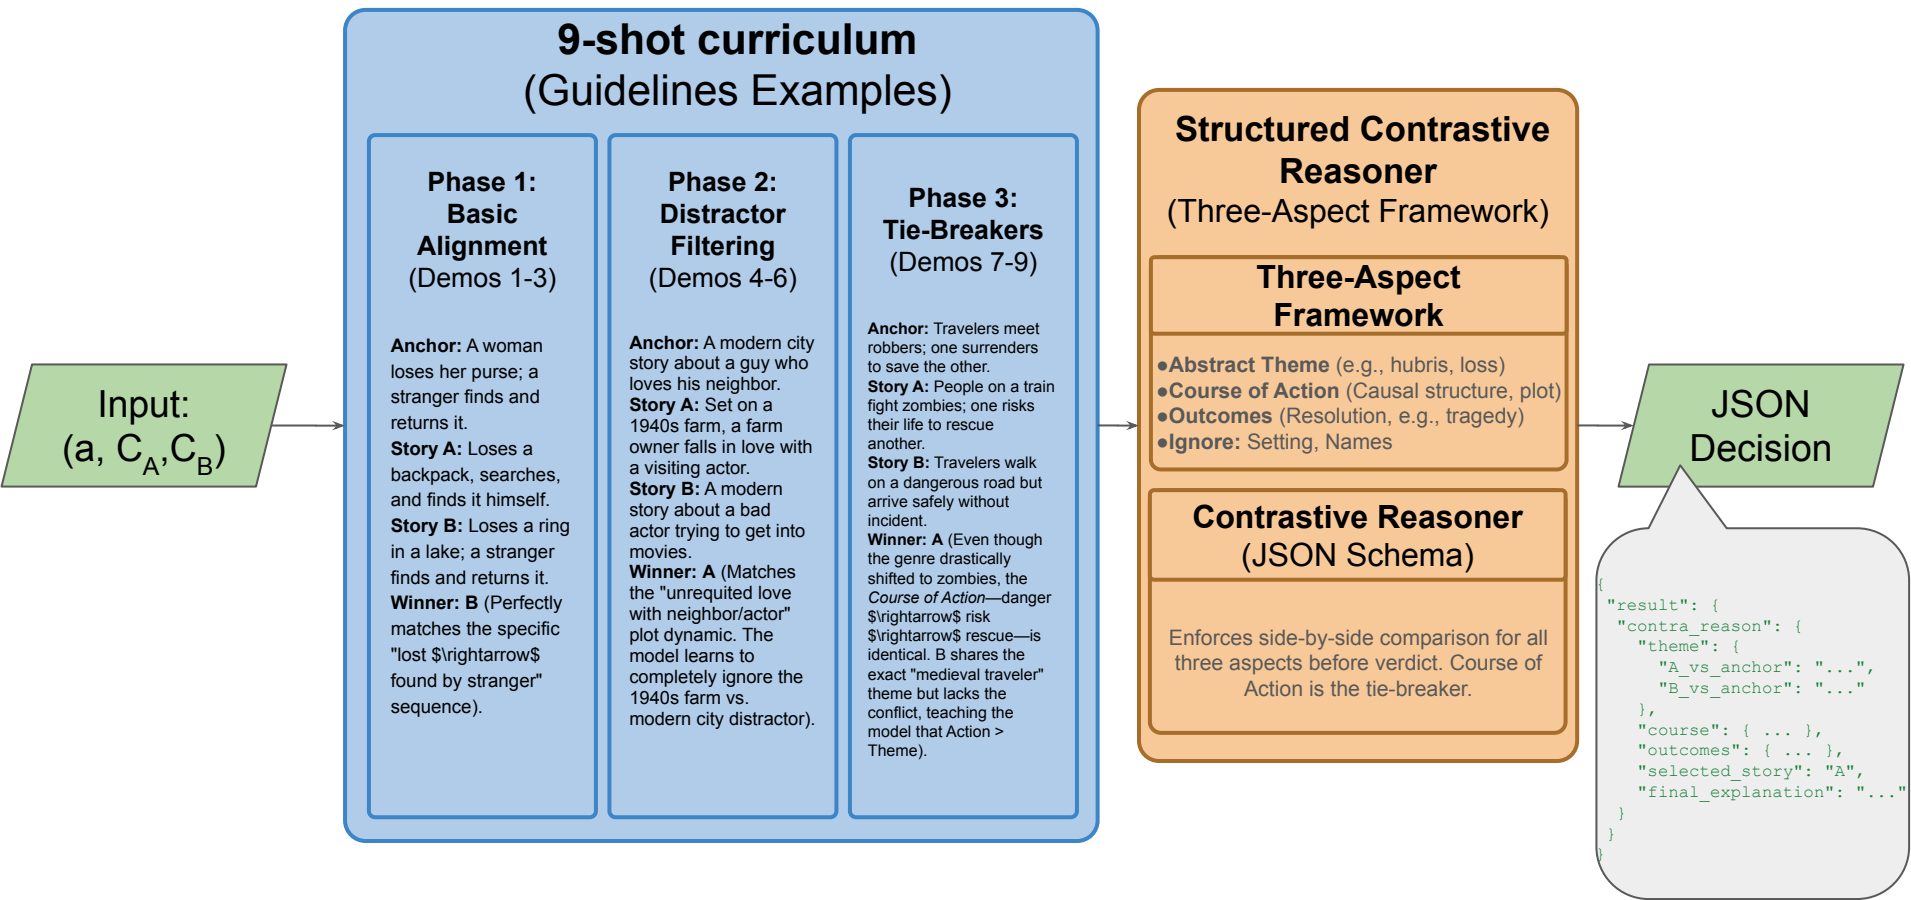 9-shot curriculum
(Guidelines Examples)
Phase 1:
Basic
Alignment
(Demos 1-3)
Anchor: A woman
loses her purse; a
stranger finds and
returns it.
Story A: Loses a
backpack, searches,
and finds it himself.
Story B: Loses a ring
in a lake; a stranger
finds and returns it.
Winner: B (Perfectly
matches the specific
"lost $\rightarrow$
found by stranger"
sequence).
Phase 2:
Distractor
Filtering
(Demos 4-6)
Anchor: A modern city
story about a guy who
loves his neighbor.
Story A: Set on a
1940s farm, a farm
owner falls in love with
a visiting actor.
Story B: A modern
story about a bad
actor trying to get into
movies.
Winner: A (Matches
the "unrequited love
with neighbor/actor"
plot dynamic. The
model learns to
completely ignore the
1940s farm vs.
modern city distractor).
Phase 3:
Tie-Breakers
(Demos 7-9)
Anchor: Travelers meet
robbers; one surrenders
to save the other.
Story A: People on a train
fight zombies; one risks
their life to rescue
another.
Story B: Travelers walk
on a dangerous road but
arrive safely without
incident.
Winner: A (Even though
the genre drastically
shifted to zombies, the
Course of Action—danger
$\rightarrow$ risk
$\rightarrow$ rescue—is
identical. B shares the
exact "medieval traveler"
theme but lacks the
conflict, teaching the
model that Action >
Theme).
Input:
(a, C_A,C_B)
Structured Contrastive
Reasoner
(Three-Aspect Framework)
Three-Aspect
Framework
●Abstract Theme (e.g., hubris, loss)
●Course of Action (Causal structure, plot)
●Outcomes (Resolution, e.g., tragedy)
●Ignore: Setting, Names
Contrastive Reasoner
(JSON Schema)
Enforces side-by-side comparison for all
three aspects before verdict. Course of
Action is the tie-breaker.
JSON
Decision
{
"result": {
"contra_reason": {
"theme": {
"A_vs_anchor": "...",
"B_vs_anchor": "..."
},
"course": { ... },
"outcomes": { ... },
"selected_story": "A",
"final_explanation": "..."
}
}
}